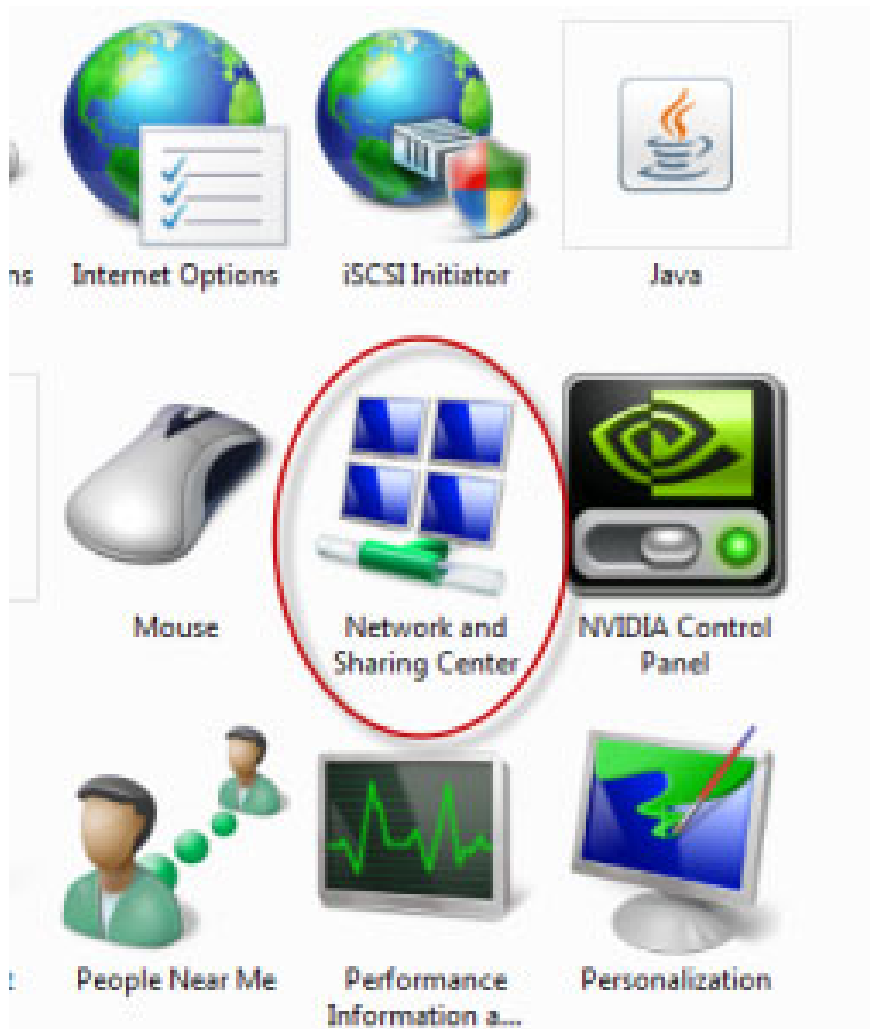 ns
Internet Options
iSCSI Initiator
Java
Mouse
Network and
Sharing Center
NVIDIA Control
Panel
People Near Me
Performance
Information a...
Personalization